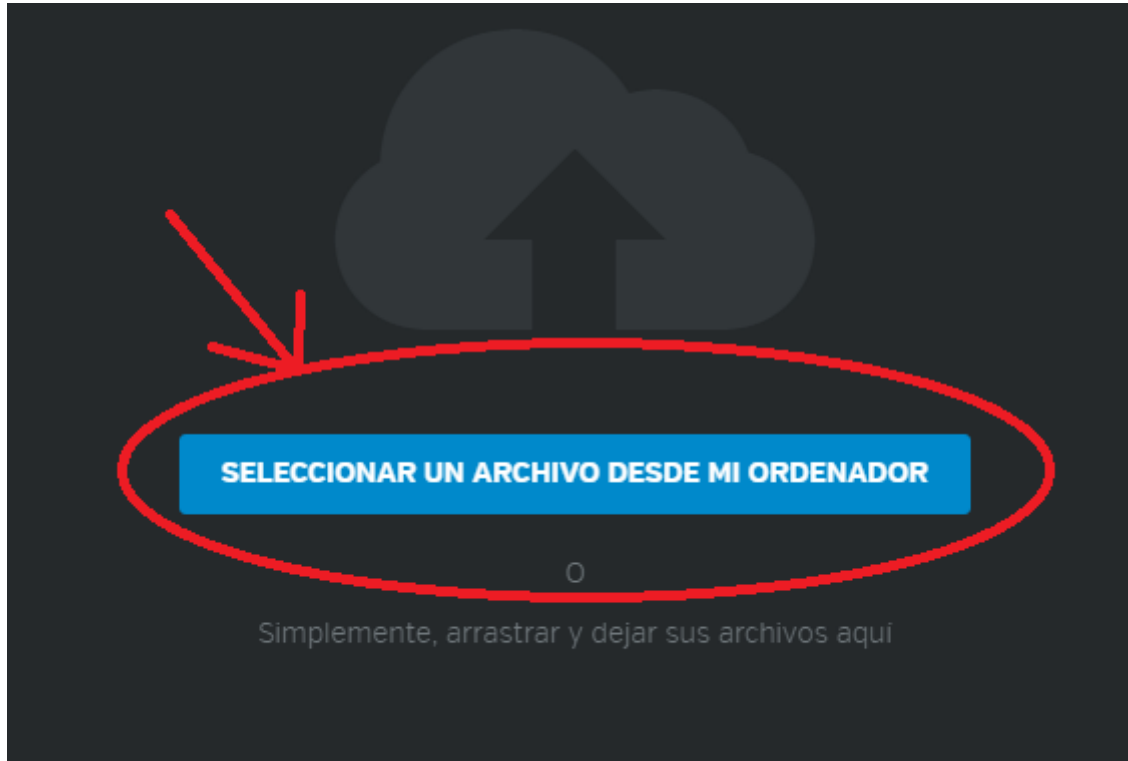 SELECCIONAR UN ARCHIVO DESDE MI ORDENADOR
O
Simplemente, arrastrar y dejar sus archivos aquí